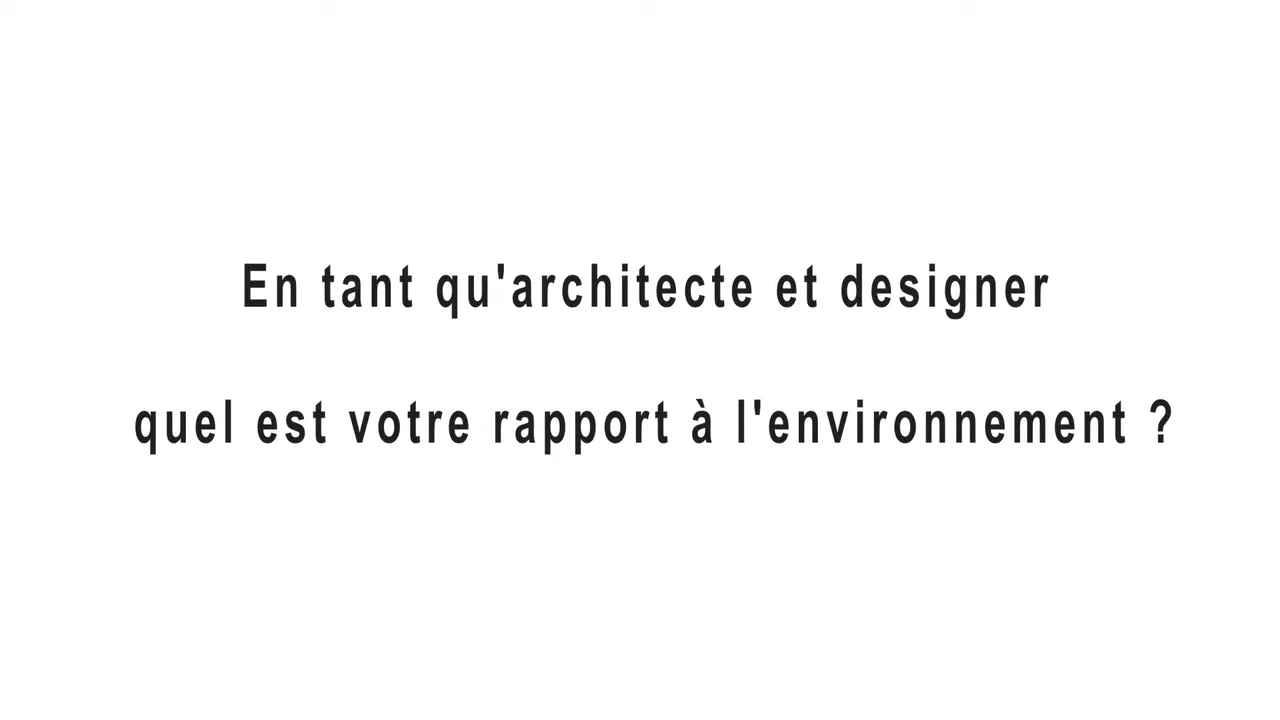 En tant qu'architecte et designer
quel est votre rapport à l'environnement ?